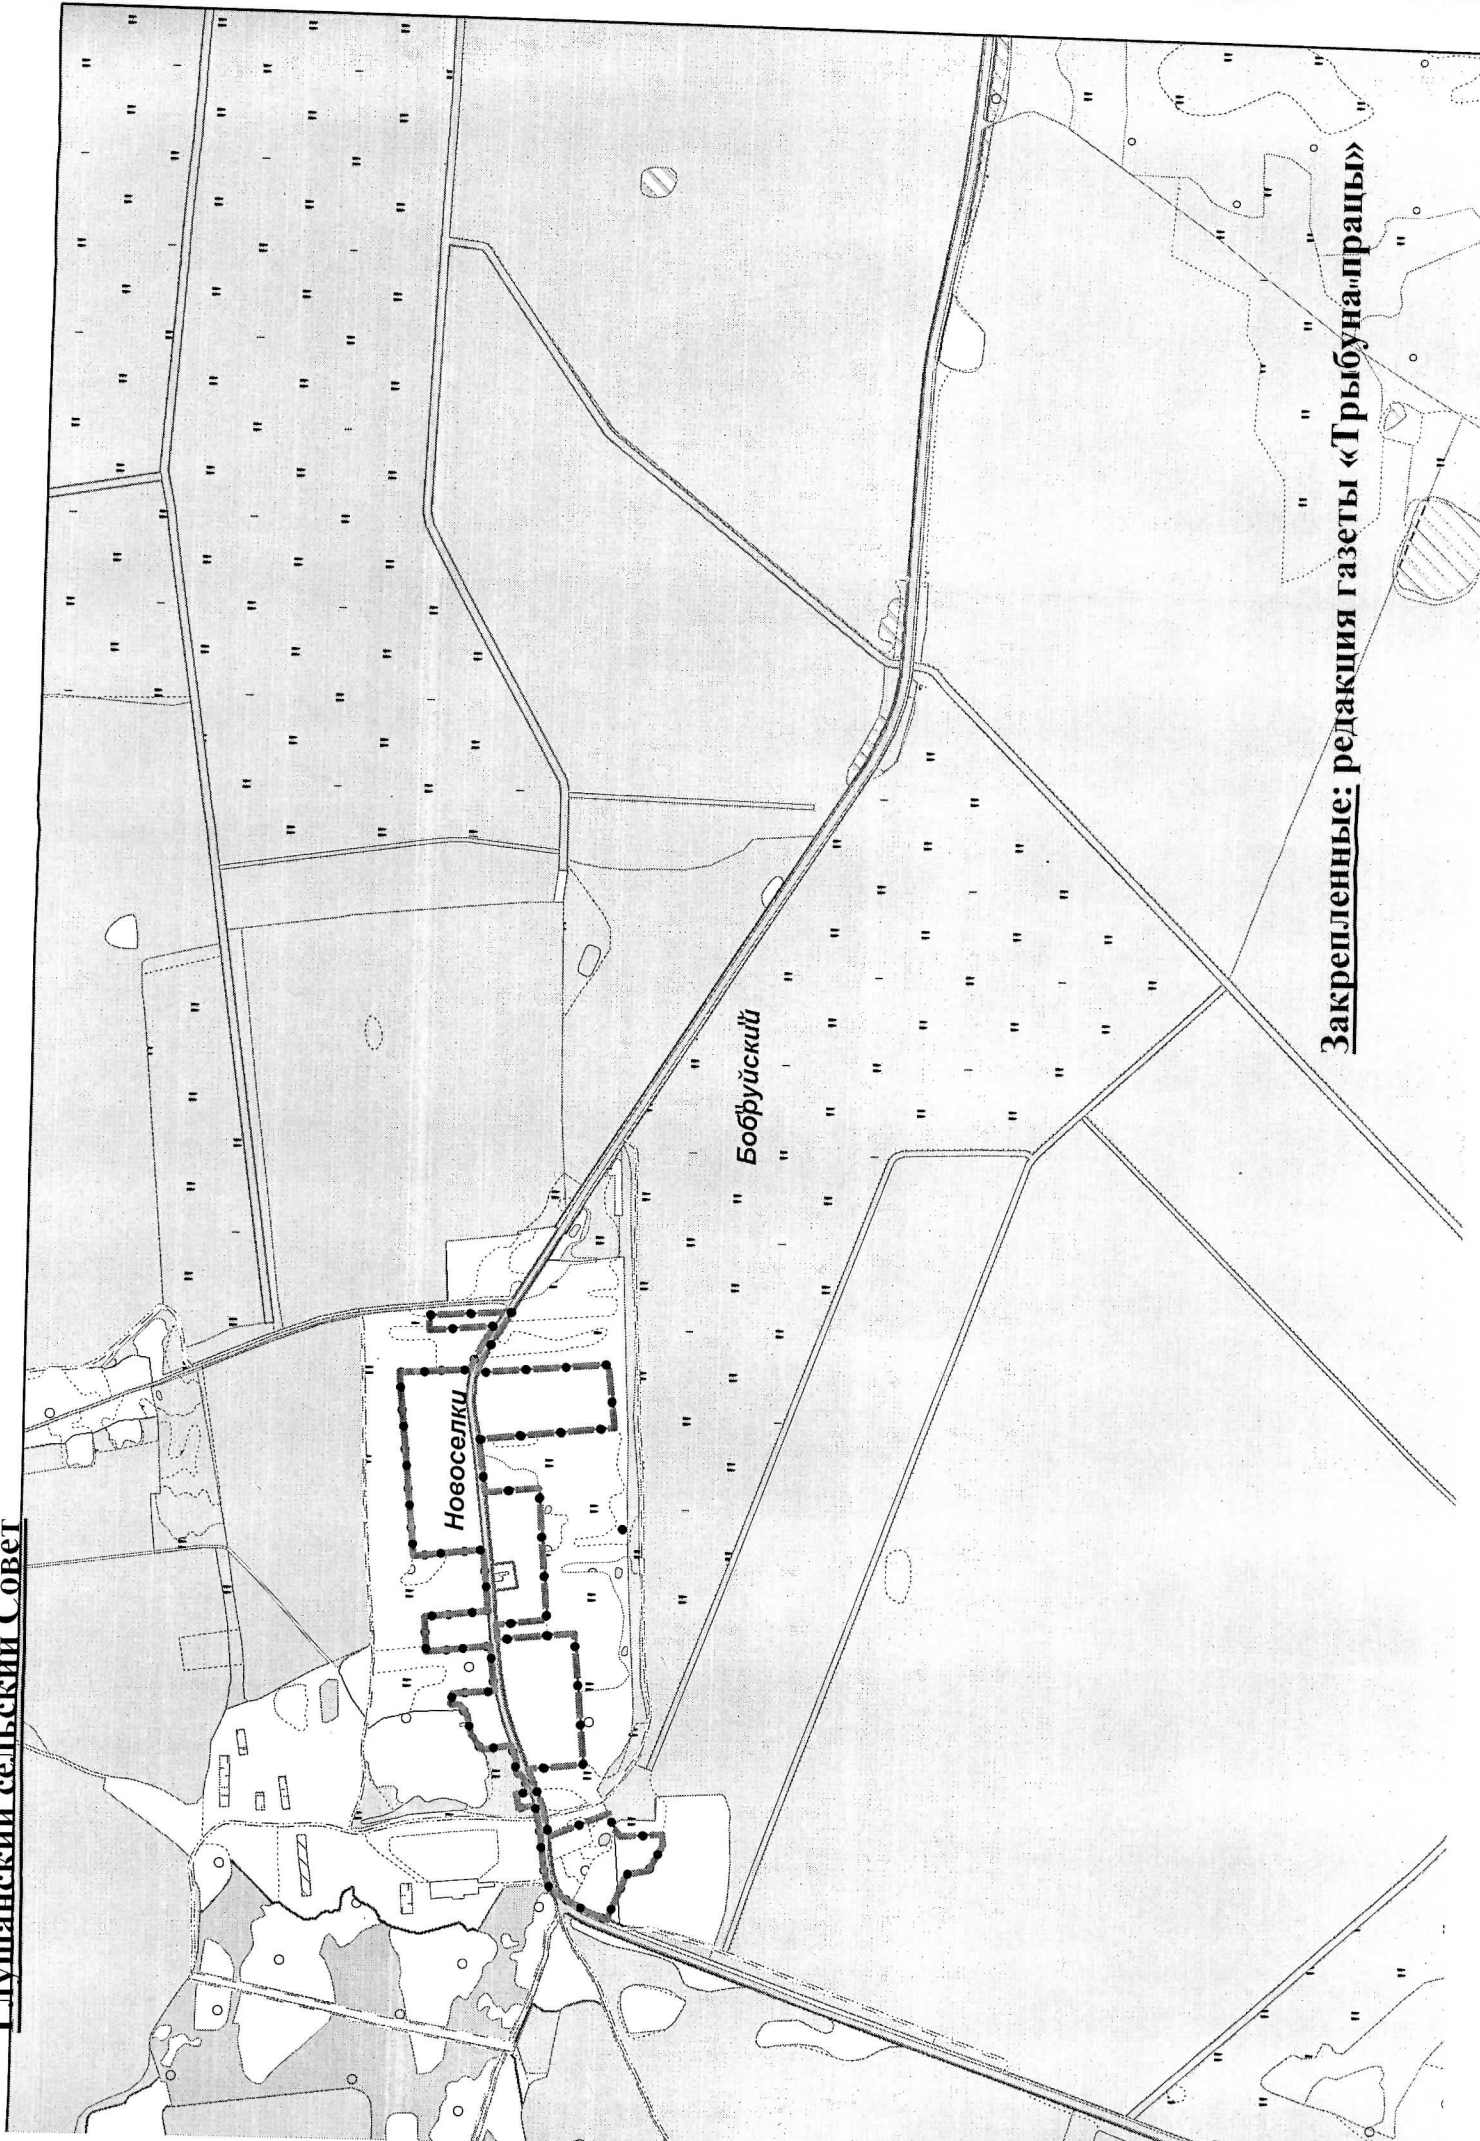 Глушанский сельский Совет
Новоселки
Бобруйский
Закрепленные: редакция газеты «Трыбуна працы»